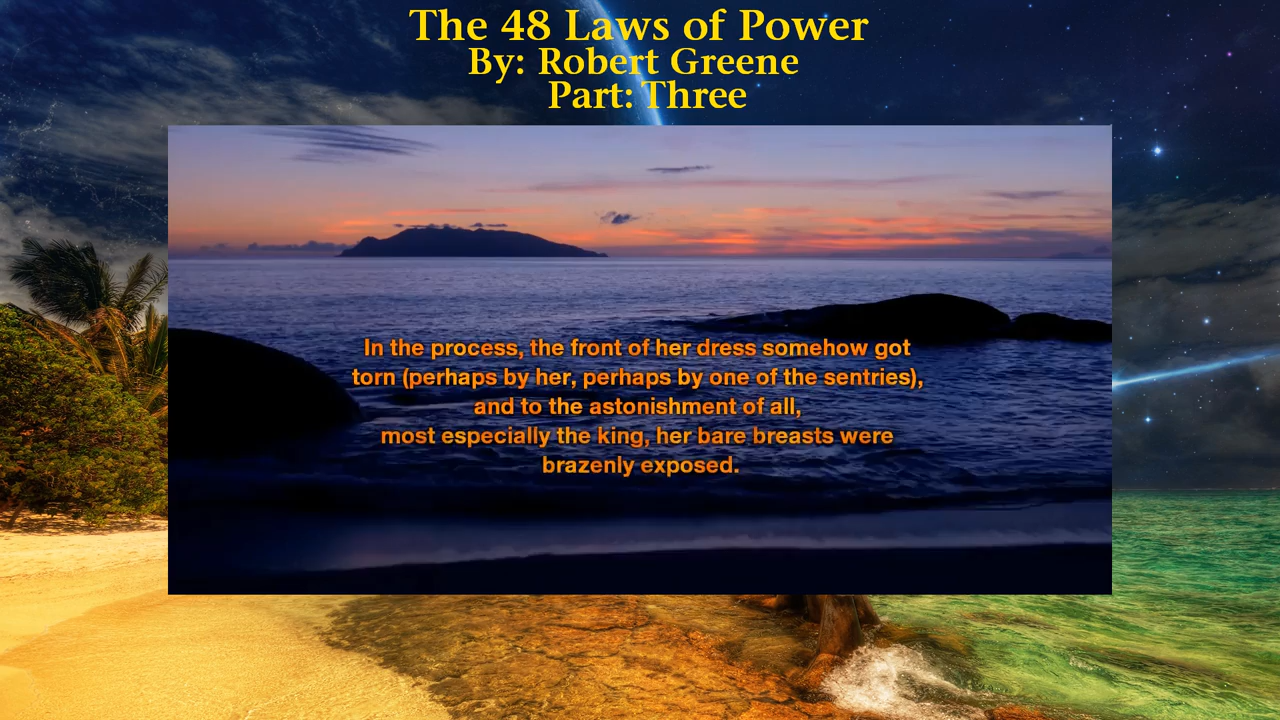 The 48 Laws of Power
By: Robert Greene
Part: Three
In the process, the front of her dress somehow got
torn (perhaps by her, perhaps by one of the sentries),
and to the astonishment of all,
most especially the king, her bare breasts were
brazenly exposed.